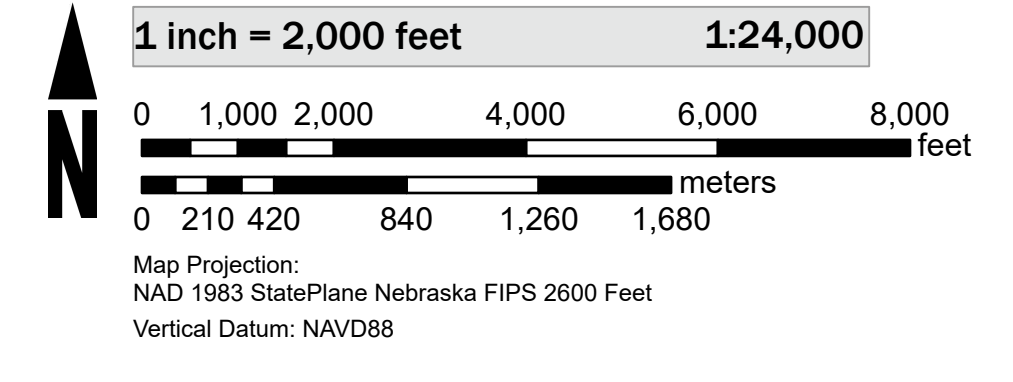 1 inch = 2,000 feet 1:24,000
0 1,000 2,000 4,000 6,000 8,000
feet
meters
0 210 420 840 1,260 1,680
N
Map Projection:
NAD 1983 StatePlane Nebraska FIPS 2600 Feet
Vertical Datum: NAVD88